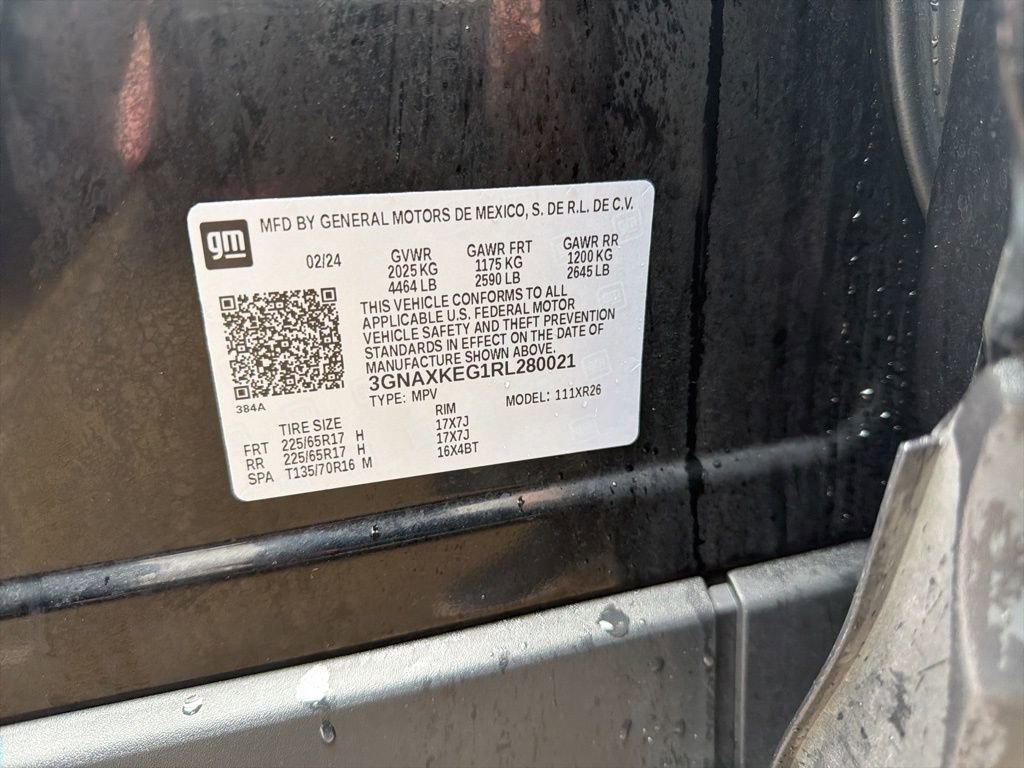 gm MFD BY GENERAL MOTORS DE MEXICO, S. DE R.L. DE C.V.
02/24 GVWR GAWR FRT GAWR RR
2025 KG 1175 KG 1200 KG
4464 LB 2590 LB 2645 LB
THIS VEHICLE CONFORMS TO ALL
APPLICABLE U.S. FEDERAL MOTOR
VEHICLE SAFETY AND THEFT PREVENTION
STANDARDS IN EFFECT ON THE DATE OF
MANUFACTURE SHOWN ABOVE.
3GNAXKEG1RL280021
TYPE: MPV MODEL: 111XR26
384A
TIRE SIZE RIM
FRT 225/65R17 H 17X7J
RR 225/65R17 H 17X7J
SPA T135/70R16 M 16X4BT